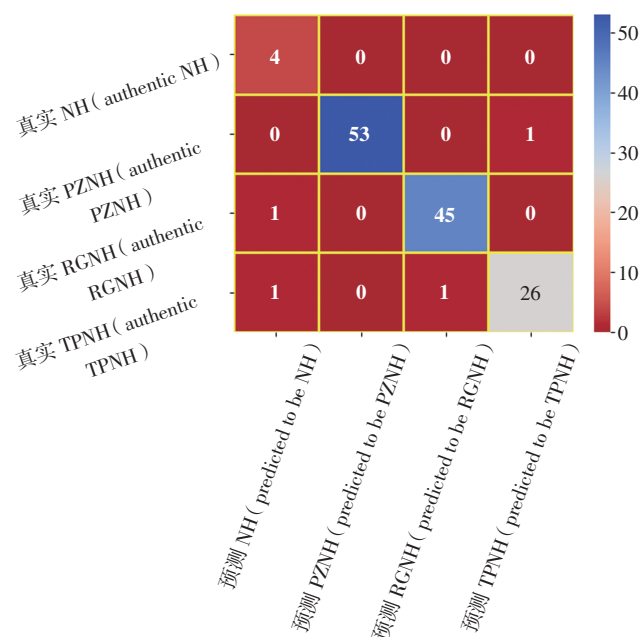 真实 NH ( authentic NH )
真实 PZNH ( authentic
PZNH )
真实 RGNH ( authentic
RGNH )
真实 TPNH ( authentic
TPNH )
4 0 0 0
0 53 0 1
1 0 45 0
1 0 1 26
50
40
30
20
10
0
预测 NH ( predicted to be NH )
预测 PZNH ( predicted to be PZNH )
预测 RGNH ( predicted to be RGNH )
预测 TPNH ( predicted to be TPNH )